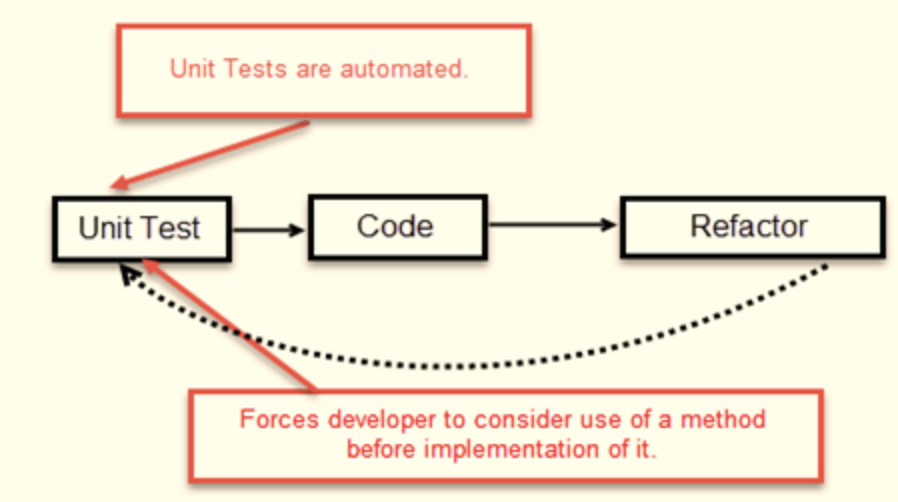 Unit Tests are automated.
Unit Test
Code
Refactor
Forces developer to consider use of a method
before implementation of it.